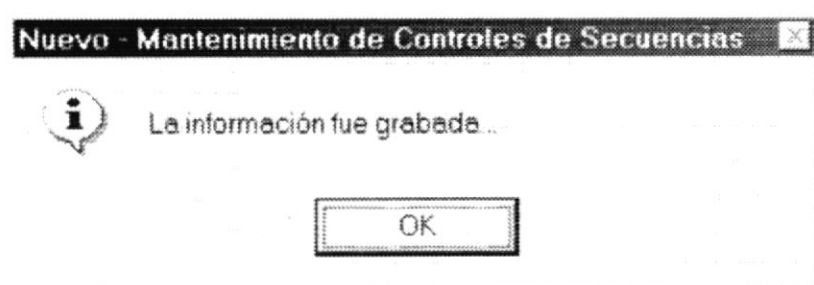 Nuevo - Mantenimiento de Controles de Secuencias
La información fue grabada...
OK